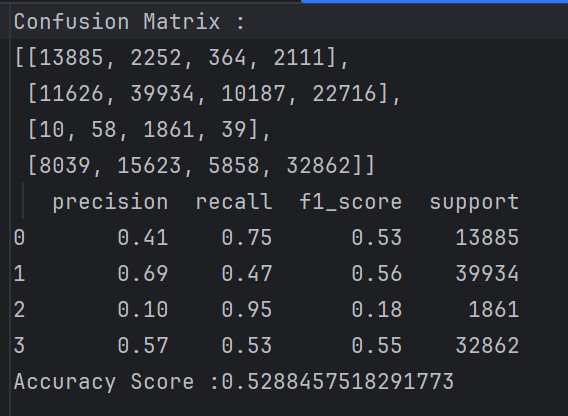 Confusion Matrix :
[[13885, 2252, 364, 2111],
[11626, 39934, 10187, 22716],
[10, 58, 1861, 39],
[8039, 15623, 5858, 32862]]
precision recall f1_score support
0 0.41 0.75 0.53 13885
1 0.69 0.47 0.56 39934
2 0.10 0.95 0.18 1861
3 0.57 0.53 0.55 32862
Accuracy Score :0.52884575182917​73